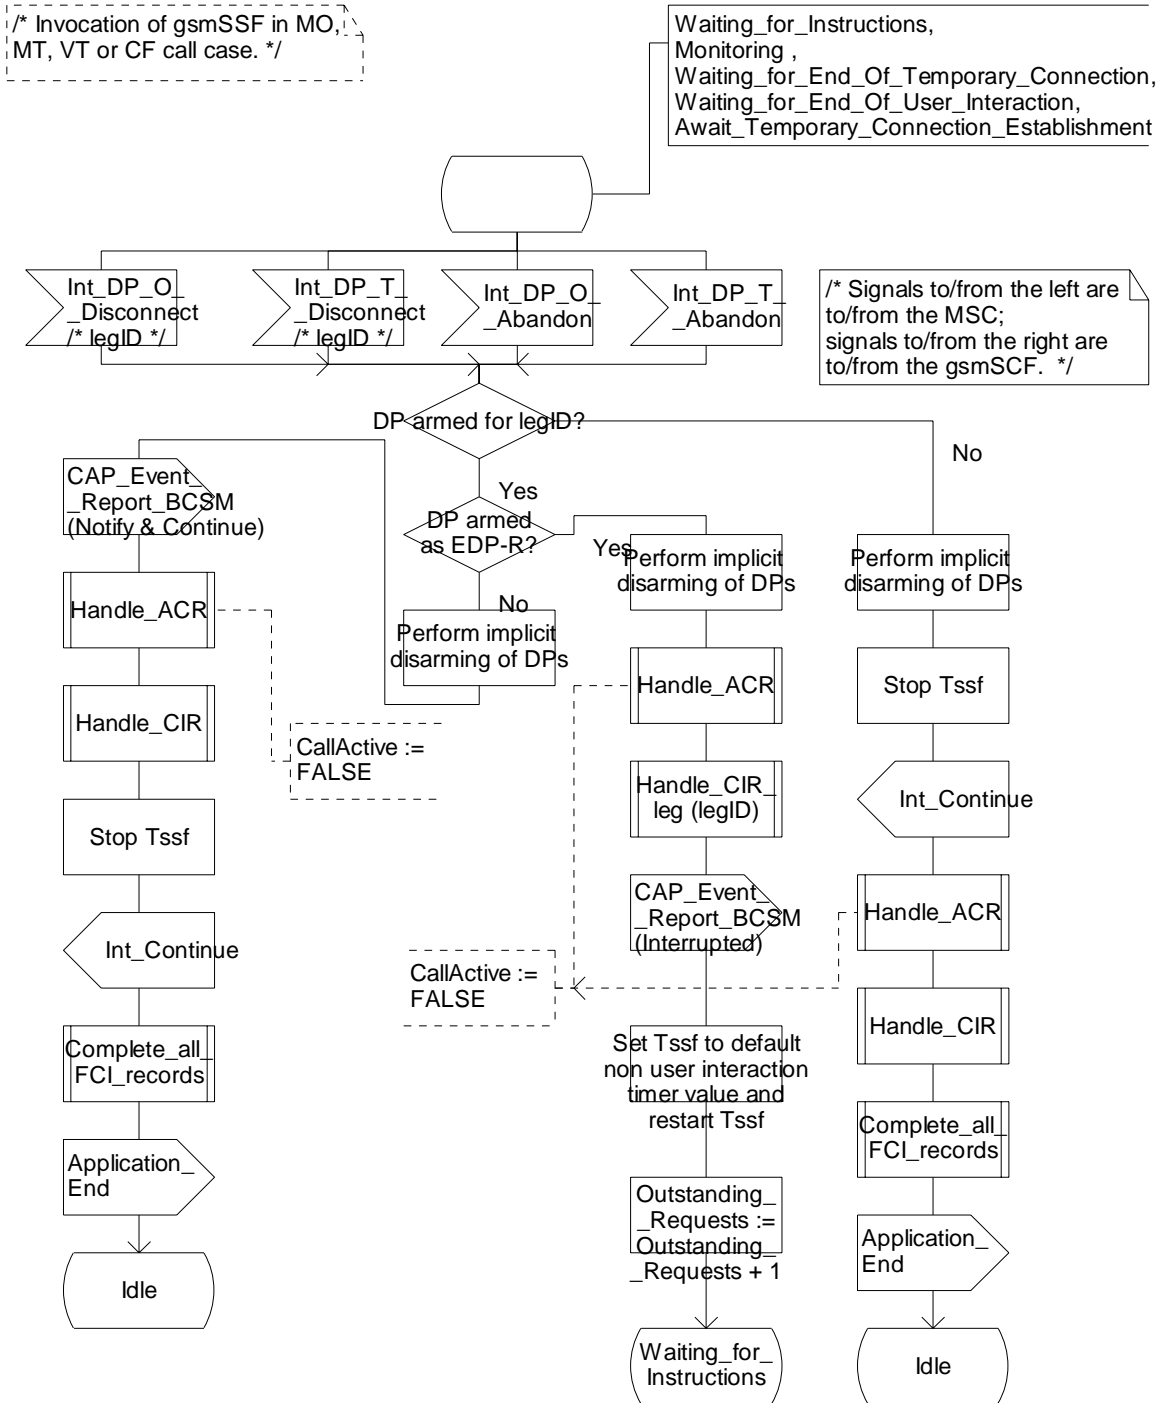 /* Invocation of gsmSSF in MO,
MT, VT or CF call case. */
Waiting_for_Instructions,
Monitoring ,
Waiting_for_End_Of_Temporary_Connection,
Waiting_for_End_Of_User_Interaction,
Await_Temporary_Connection_Establishment
Int_DP_O_
_Disconnect
/* legID */
Int_DP_T_
_Disconnect
/* legID */
Int_DP_O_
_Abandon
Int_DP_T_
_Abandon
/* Signals to/from the left are
to/from the MSC;
signals to/from the right are
to/from the gsmSCF.  */
DP armed for legID?
No
Yes
CAP_Event_
_Report_BCSM
(Notify & Continue)
DP armed
as EDP-R?
Yes
No
Perform implicit
disarming of DPs
Perform implicit
disarming of DPs
Perform implicit
disarming of DPs
Handle_ACR
Handle_ACR
Stop Tssf
Handle_CIR
CallActive :=
FALSE
Handle_CIR_
leg (legID)
Int_Continue
Stop Tssf
CAP_Event_
_Report_BCSM
(Interrupted)
Handle_ACR
Int_Continue
CallActive :=
FALSE
Handle_CIR
Complete_all_
FCI_records
Set Tssf to default
non user interaction
timer value and
restart Tssf
Complete_all_
FCI_records
Application_
End
Outstanding_
_Requests :=
Outstanding_
_Requests + 1
Application_
End
Idle
Waiting_for_
Instructions
Idle